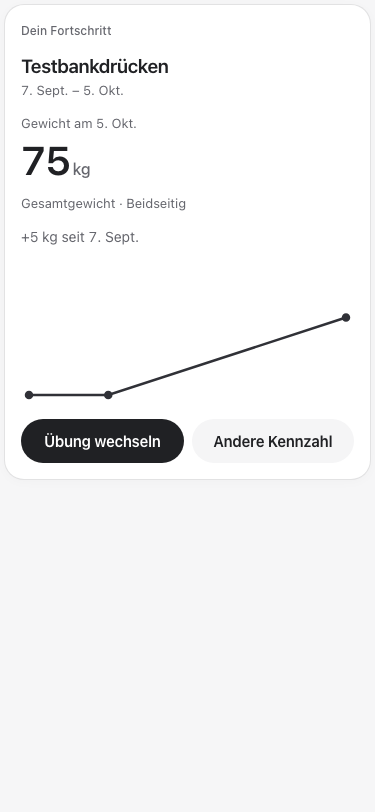 Dein Fortschritt
Testbankdrücken
7. Sept. – 5. Okt.
Gewicht am 5. Okt.
75 kg
Gesamtgewicht · Beidseitig
+5 kg seit 7. Sept.
Übung wechseln
Andere Kennzahl